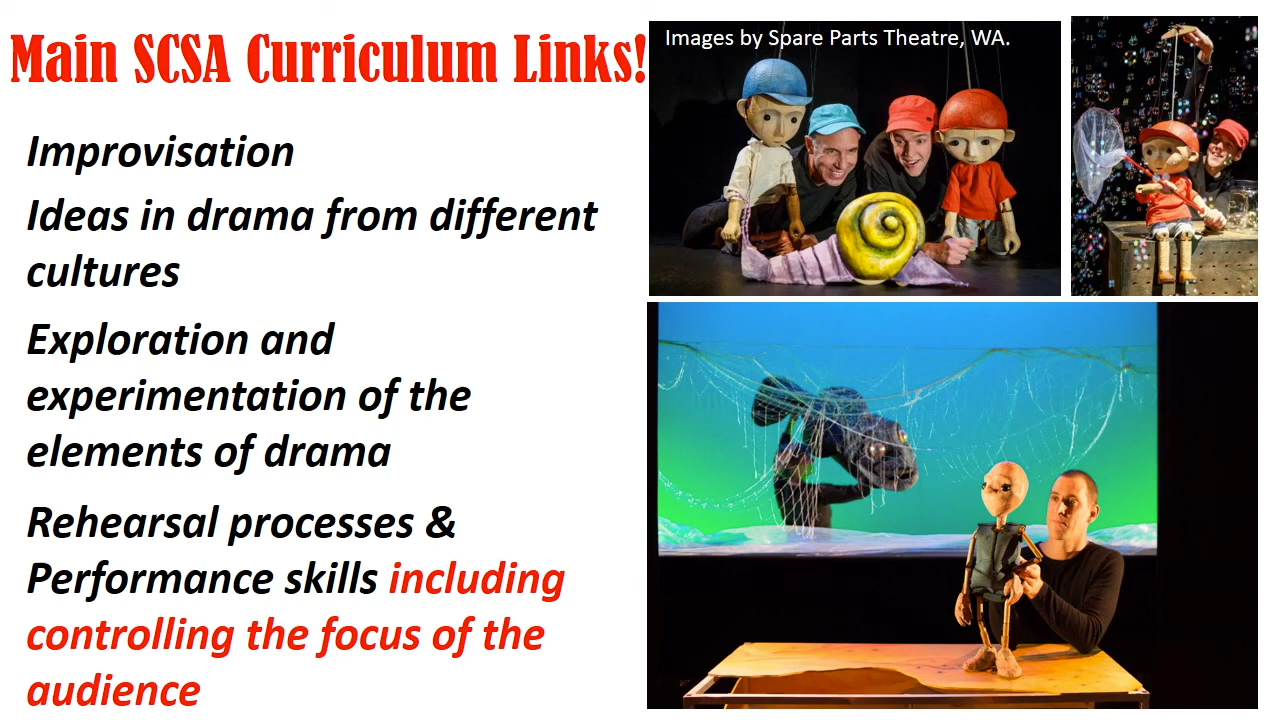 Main SCSA Curriculum Links!
Images by Spare Parts Theatre, WA.
Improvisation
Ideas in drama from different
cultures
Exploration and
experimentation of the
elements of drama
Rehearsal processes &
Performance skills including
controlling the focus of the
audience